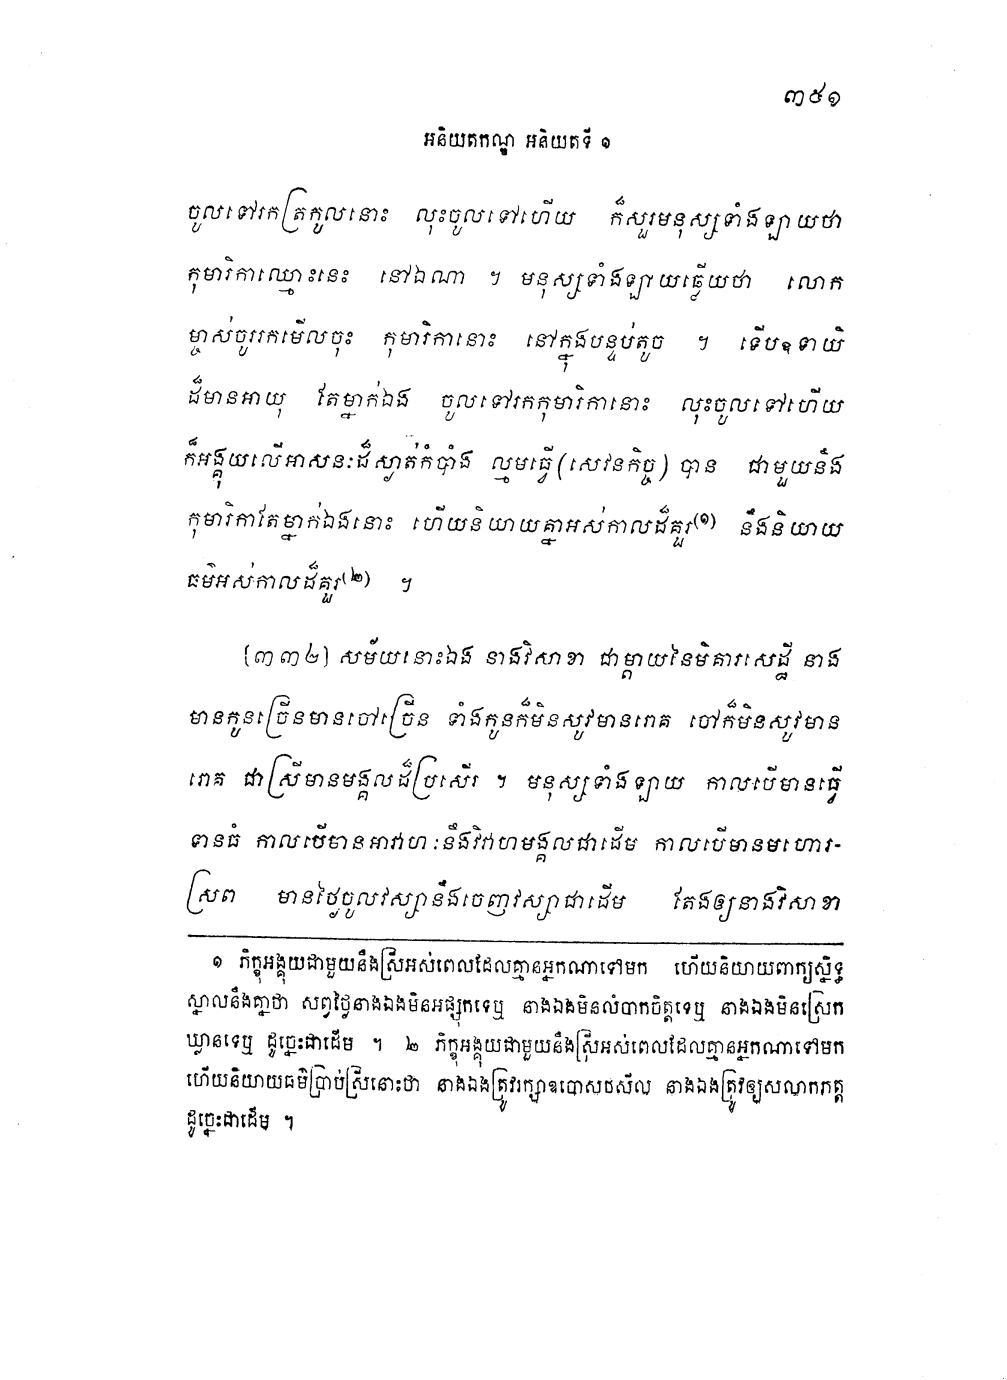 ៣៥១
អនិយតកណ្ឌ អនិយតទី ១
ចូលទៅរកត្រកូលនោះ លុះចូលទៅហើយ ក៏សួរមនុស្សទាំងឡាយថា
កុមារិកាឈ្មោះនេះ នៅឯណា ។ មនុស្សទាំងឡាយឆ្លើយថា លោក
ម្ចាស់ចូររកមើលចុះ កុមារិកានោះ នៅក្នុងបន្ទប់តូច ។ ទើបឧទាយិ
ដ៏មានអាយុ តែម្នាក់ឯង ចូលទៅរកកុមារិកានោះ លុះចូលទៅហើយ
ក៏អង្គុយលើអាសនៈដ៏ស្ងាត់កំបាំង ល្មមធ្វើ(សេវនកិច្ច) បាន ជាមួយនឹង
កុមារិកាតែម្នាក់ឯងនោះ ហើយនិយាយគ្នាអស់កាលដ៏គួរ(១) នឹងនិយាយ
ធម៌អស់កាលដ៏គួរ(២) ។
[៣៣២] សម័យនោះឯង នាងវិសាខា ជាម្តាយនៃមិគារសេដ្ឋី នាង
មានកូនច្រើនមានចៅច្រើន ទាំងកូនក៏មិនសូវមានរោគ ចៅក៏មិនសូវមាន
រោគ ជាស្រីមានមង្គលដ៏ប្រសើរ ។ មនុស្សទាំងឡាយ កាលបើមានធ្វើ
ទានធំ កាលបើមានអាវាហៈនឹងវិវាហមង្គលជាដើម កាលបើមានមហោរ-
ស្រព មានថ្ងៃចូលវស្សានឹងចេញវស្សាជាដើម តែងឲ្យនាងវិសាខា
១ ភិក្ខុអង្គុយជាមួយនឹងស្រីអស់ពេលដែលគ្មានអ្នកណាទៅមក ហើយនិយាយពាក្យស្និទ្ធ
ស្នាលនឹងគ្នាថា សព្វថ្ងៃនាងឯងមិនអផ្សុកទេឬ នាងឯងមិនលំបាកចិត្តទេឬ នាងឯងមិនស្រេក
ឃ្លានទេឬ ដូច្នេះជាដើម ។ ២ ភិក្ខុអង្គុយជាមួយនឹងស្រីអស់ពេលដែលគ្មានអ្នកណាទៅមក
ហើយនិយាយធម៌ប្រាប់ស្រីនោះថា នាងឯងត្រូវរក្សាឧបោសថសីល នាងឯងត្រូវឲ្យសលាកភត្ត
ដូច្នេះជាដើម ។